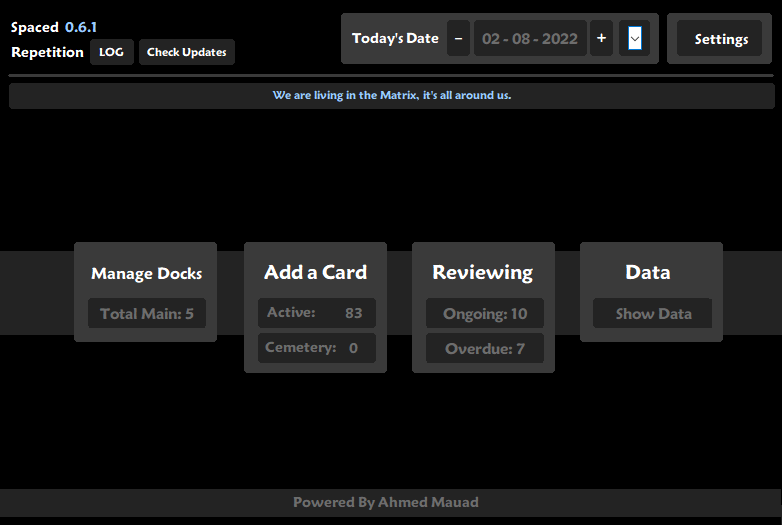 Spaced 0.6.1
Repetition LOG Check Updates
Today's Date - 02 - 08 - 2022 + Settings
We are living in the Matrix, it's all around us.
Manage Docks
Total Main: 5
Add a Card
Active: 83
Cemetery: 0
Reviewing
Ongoing: 10
Overdue: 7
Data
Show Data
Powered By Ahmed Mauad